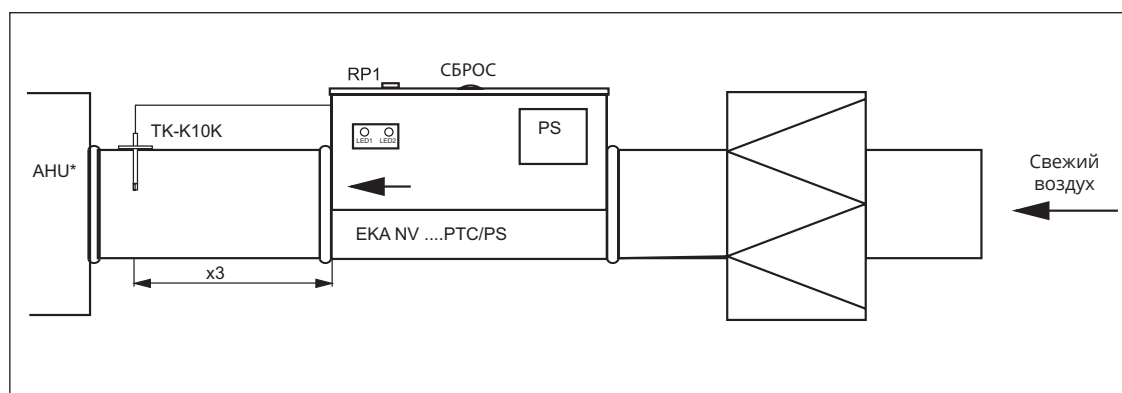 RP1
СБРОС
TK-K10K
LED1 LED2
PS
AHU*
Свежий
воздух
EKA NV ....PTC/PS
x3